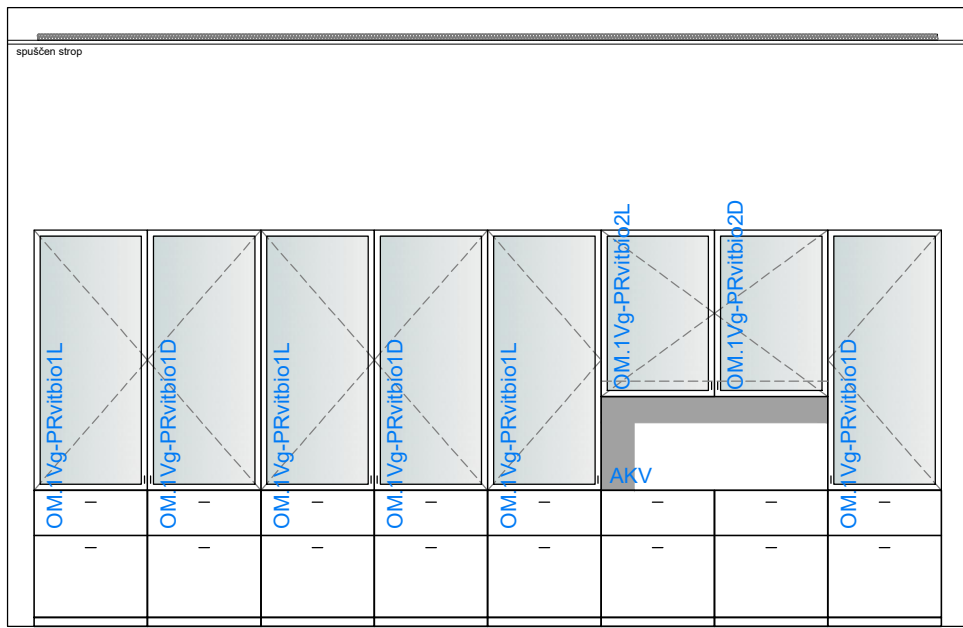 spuščen strop
OM.1Vg-PRvitbio1L
OM.1Vg-PRvitbio1D
OM.1Vg-PRvitbio1L
OM.1Vg-PRvitbio1D
OM.1Vg-PRvitbio1L
OM.1Vg-PRvitbio2L
OM.1Vg-PRvitbio2D
OM.1Vg-PRvitbio1D
AKV